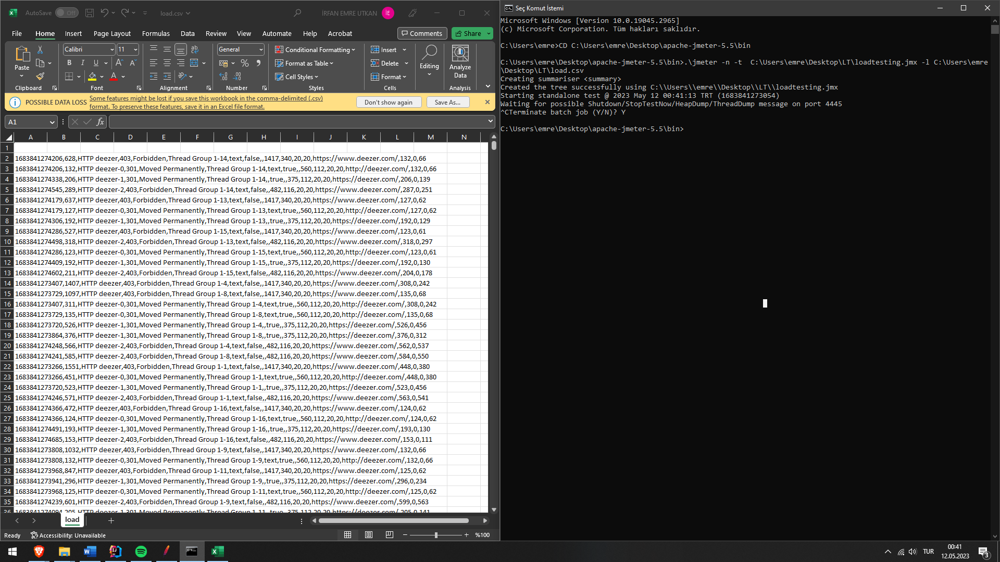 AutoSave Off load.csv İRFAN EMRE UTKAN İE
File Home Insert Page Layout Formulas Data Review View Automate Help Acrobat Comments Share
Paste Calibri 11 General Conditional Formatting Insert
B I U Format as Table Delete Editing Analyze Data
Cell Styles Format
Clipboard Font Alignment Number Styles Cells Analysis
POSSIBLE DATA LOSS Some features might be lost if you save this workbook in the comma-delimited (.csv) Don't show again Save As...
format. To preserve these features, save it in an Excel file format.
A1 fx
A B C D E F G H I J K L M N
1
2 1683841274206,628,HTTP deezer,403,Forbidden,Thread Group 1-14,text,false,,1417,340,20,20,https://www.deezer.com/,132,0,66
3 1683841274206,132,HTTP deezer-0,301,Moved Permanently,Thread Group 1-14,text,true,,560,112,20,20,http://deezer.com/,132,0,66
4 1683841274338,206,HTTP deezer-1,301,Moved Permanently,Thread Group 1-14,,true,,375,112,20,20,https://deezer.com/,206,0,139
5 1683841274545,289,HTTP deezer-2,403,Forbidden,Thread Group 1-14,text,false,,482,116,20,20,https://www.deezer.com/,287,0,251
6 1683841274179,637,HTTP deezer,403,Forbidden,Thread Group 1-13,text,false,,1417,340,20,20,https://www.deezer.com/,127,0,62
7 1683841274179,127,HTTP deezer-0,301,Moved Permanently,Thread Group 1-13,text,true,,560,112,20,20,http://deezer.com/,127,0,62
8 1683841274306,192,HTTP deezer-1,301,Moved Permanently,Thread Group 1-13,,true,,375,112,20,20,https://deezer.com/,192,0,129
9 1683841274286,527,HTTP deezer,403,Forbidden,Thread Group 1-15,text,false,,1417,340,20,20,https://www.deezer.com/,123,0,61
10 1683841274498,318,HTTP deezer-2,403,Forbidden,Thread Group 1-13,text,false,,482,116,20,20,https://www.deezer.com/,318,0,297
11 1683841274286,123,HTTP deezer-0,301,Moved Permanently,Thread Group 1-15,text,true,,560,112,20,20,http://deezer.com/,123,0,61
12 1683841274409,192,HTTP deezer-1,301,Moved Permanently,Thread Group 1-15,,true,,375,112,20,20,https://deezer.com/,192,0,130
13 1683841274602,211,HTTP deezer-2,403,Forbidden,Thread Group 1-15,text,false,,482,116,20,20,https://www.deezer.com/,204,0,178
14 1683841273407,1407,HTTP deezer,403,Forbidden,Thread Group 1-4,text,false,,1417,340,20,20,https://www.deezer.com/,308,0,242
15 1683841273729,1097,HTTP deezer,403,Forbidden,Thread Group 1-8,text,false,,1417,340,20,20,https://www.deezer.com/,135,0,68
16 1683841273407,311,HTTP deezer-0,301,Moved Permanently,Thread Group 1-4,text,true,,560,112,20,20,http://deezer.com/,308,0,242
17 1683841273729,135,HTTP deezer-0,301,Moved Permanently,Thread Group 1-8,text,true,,560,112,20,20,http://deezer.com/,135,0,68
18 1683841273720,526,HTTP deezer-1,301,Moved Permanently,Thread Group 1-4,,true,,375,112,20,20,https://deezer.com/,526,0,456
19 1683841273864,376,HTTP deezer-1,301,Moved Permanently,Thread Group 1-8,,true,,375,112,20,20,https://deezer.com/,376,0,312
20 1683841274248,566,HTTP deezer-2,403,Forbidden,Thread Group 1-4,text,false,,482,116,20,20,https://www.deezer.com/,562,0,537
21 1683841274241,585,HTTP deezer-2,403,Forbidden,Thread Group 1-8,text,false,,482,116,20,20,https://www.deezer.com/,584,0,550
22 1683841273266,1551,HTTP deezer,403,Forbidden,Thread Group 1-1,text,false,,1417,340,20,20,https://www.deezer.com/,448,0,380
23 1683841273266,451,HTTP deezer-0,301,Moved Permanently,Thread Group 1-1,text,true,,560,112,20,20,http://deezer.com/,448,0,380
24 1683841273720,523,HTTP deezer-1,301,Moved Permanently,Thread Group 1-1,,true,,375,112,20,20,https://deezer.com/,523,0,456
25 1683841274246,571,HTTP deezer-2,403,Forbidden,Thread Group 1-1,text,false,,482,116,20,20,https://www.deezer.com/,563,0,541
26 1683841274366,472,HTTP deezer,403,Forbidden,Thread Group 1-16,text,false,,1417,340,20,20,https://www.deezer.com/,124,0,62
27 1683841274366,124,HTTP deezer-0,301,Moved Permanently,Thread Group 1-16,text,true,,560,112,20,20,http://deezer.com/,124,0,62
28 1683841274491,193,HTTP deezer-1,301,Moved Permanently,Thread Group 1-16,,true,,375,112,20,20,https://deezer.com/,193,0,130
29 1683841274685,153,HTTP deezer-2,403,Forbidden,Thread Group 1-16,text,false,,482,116,20,20,https://www.deezer.com/,153,0,111
30 1683841273808,1032,HTTP deezer,403,Forbidden,Thread Group 1-9,text,false,,1417,340,20,20,https://www.deezer.com/,132,0,66
31 1683841273808,132,HTTP deezer-0,301,Moved Permanently,Thread Group 1-9,text,true,,560,112,20,20,http://deezer.com/,132,0,66
32 1683841273968,847,HTTP deezer,403,Forbidden,Thread Group 1-11,text,false,,1417,340,20,20,https://www.deezer.com/,125,0,62
33 1683841273941,296,HTTP deezer-1,301,Moved Permanently,Thread Group 1-9,,true,,375,112,20,20,https://deezer.com/,296,0,234
34 1683841273968,125,HTTP deezer-0,301,Moved Permanently,Thread Group 1-11,text,true,,560,112,20,20,http://deezer.com/,125,0,62
35 1683841274239,601,HTTP deezer-2,403,Forbidden,Thread Group 1-9,text,false,,482,116,20,20,https://www.deezer.com/,599,0,563
load
Ready Accessibility: Unavailable %100
Seç Komut İstemi
Microsoft Windows [Version 10.0.19045.2965]
(c) Microsoft Corporation. Tüm hakları saklıdır.
C:\Users\emre>CD C:\Users\emre\Desktop\apache-jmeter-5.5\bin
C:\Users\emre\Desktop\apache-jmeter-5.5\bin>.\jmeter -n -t  C:\Users\emre\Desktop\LT\loadtesting.jmx -l C:\Users\emre
\Desktop\LT\load.csv
Creating summariser <summary>
Created the tree successfully using C:\\Users\\emre\\Desktop\\LT\\loadtesting.jmx
Starting standalone test @ 2023 May 12 00:41:13 TRT (1683841273054)
Waiting for possible Shutdown/StopTestNow/HeapDump/ThreadDump message on port 4445
^CTerminate batch job (Y/N)? Y
C:\Users\emre\Desktop\apache-jmeter-5.5\bin>
TUR 00:41
12.05.2023 3